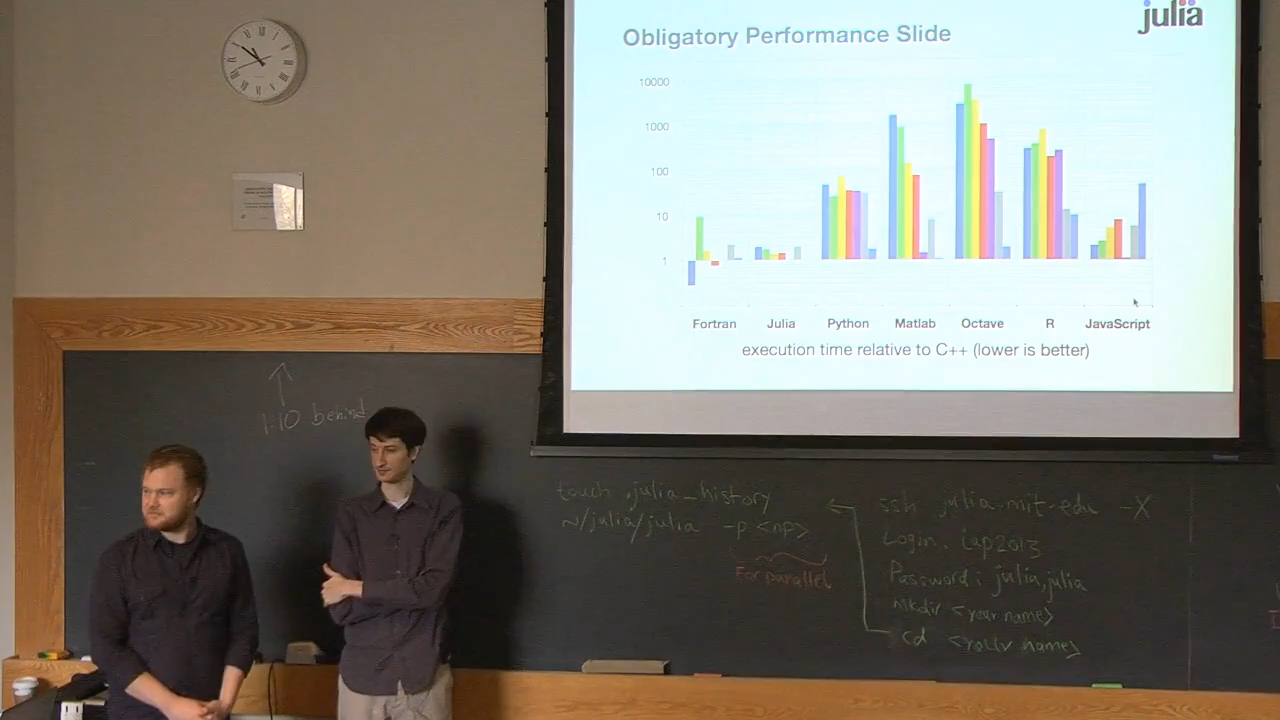 julia
Obligatory Performance Slide
10000
1000
100
10
1
Fortran Julia Python Matlab Octave R JavaScript
execution time relative to C++ (lower is better)
1:10 behind
touch .julia_history
~/julia/julia -p <np>
For parallel
ssh julia.mit.edu -X
Login: iap2013
Password: julia,julia
mkdir <your name>
cd <your name>